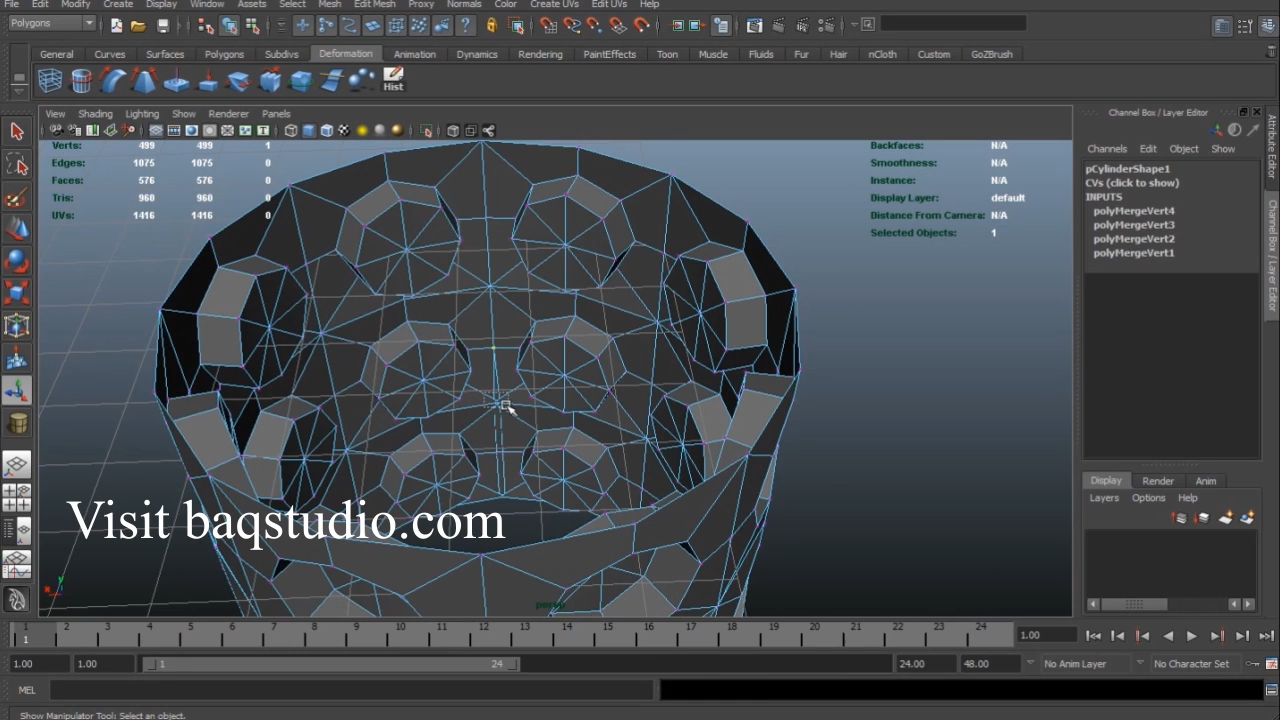 File Edit Modify Create Display Window Assets Select Mesh Edit Mesh Proxy Normals Color Create UVs Edit UVs Help
Polygons
General Curves Surfaces Polygons Subdivs Deformation Animation Dynamics Rendering PaintEffects Toon Muscle Fluids Fur Hair nCloth Custom GoZBrush
Hist
View Shading Lighting Show Renderer Panels
Channel Box / Layer Editor
Verts: 499 499 1
Edges: 1075 1075 0
Faces: 576 576 0
Tris: 960 960 0
UVs: 1416 1416 0
Backfaces: N/A
Smoothness: N/A
Instance: N/A
Display Layer: default
Distance From Camera: N/A
Selected Objects: 1
Channels Edit Object Show
pCylinderShape1
CVs (click to show)
INPUTS
polyMergeVert4
polyMergeVert3
polyMergeVert2
polyMergeVert1
Attribute Editor
Channel Box / Layer Editor
Visit baqstudio.com
persp
y
x
Display Render Anim
Layers Options Help
1 2 3 4 5 6 7 8 9 10 11 12 13 14 15 16 17 18 19 20 21 22 23 24
1
1.00
1.00 1.00 1 24 24.00 48.00 No Anim Layer No Character Set
MEL
Show Manipulator Tool: Select an object.